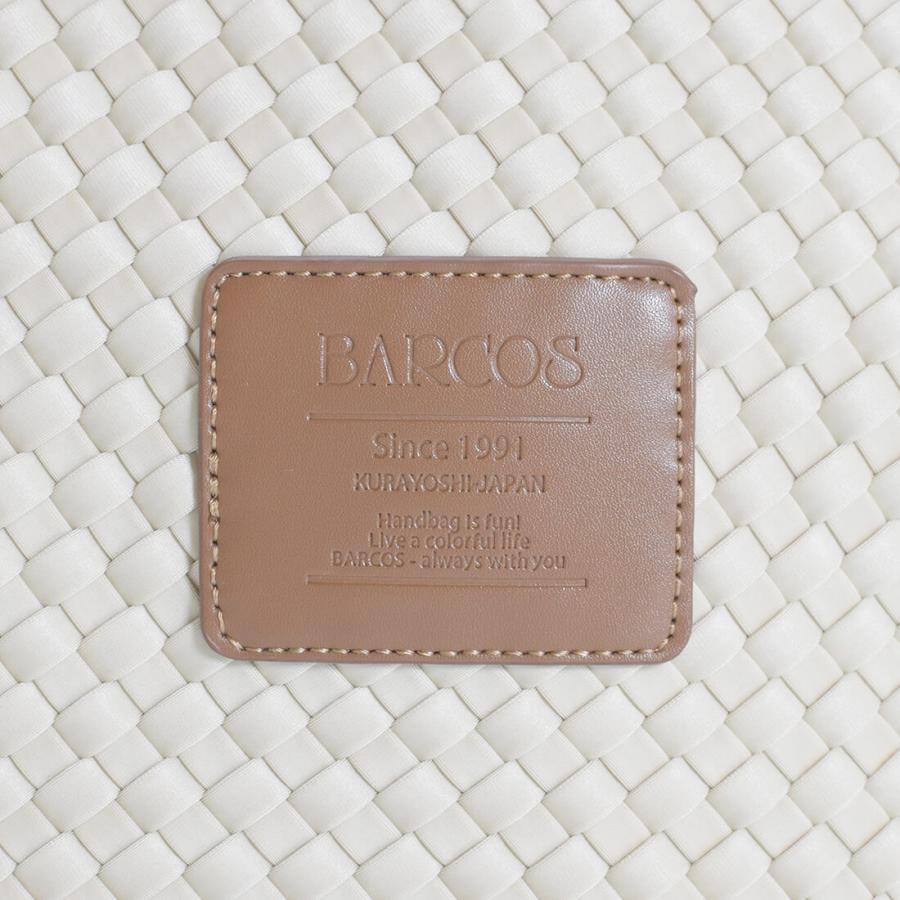 BARCOS
Since 1991
KURAYOSHI-JAPAN
Handbag is fun!
Live a colorful life
BARCOS - always with you